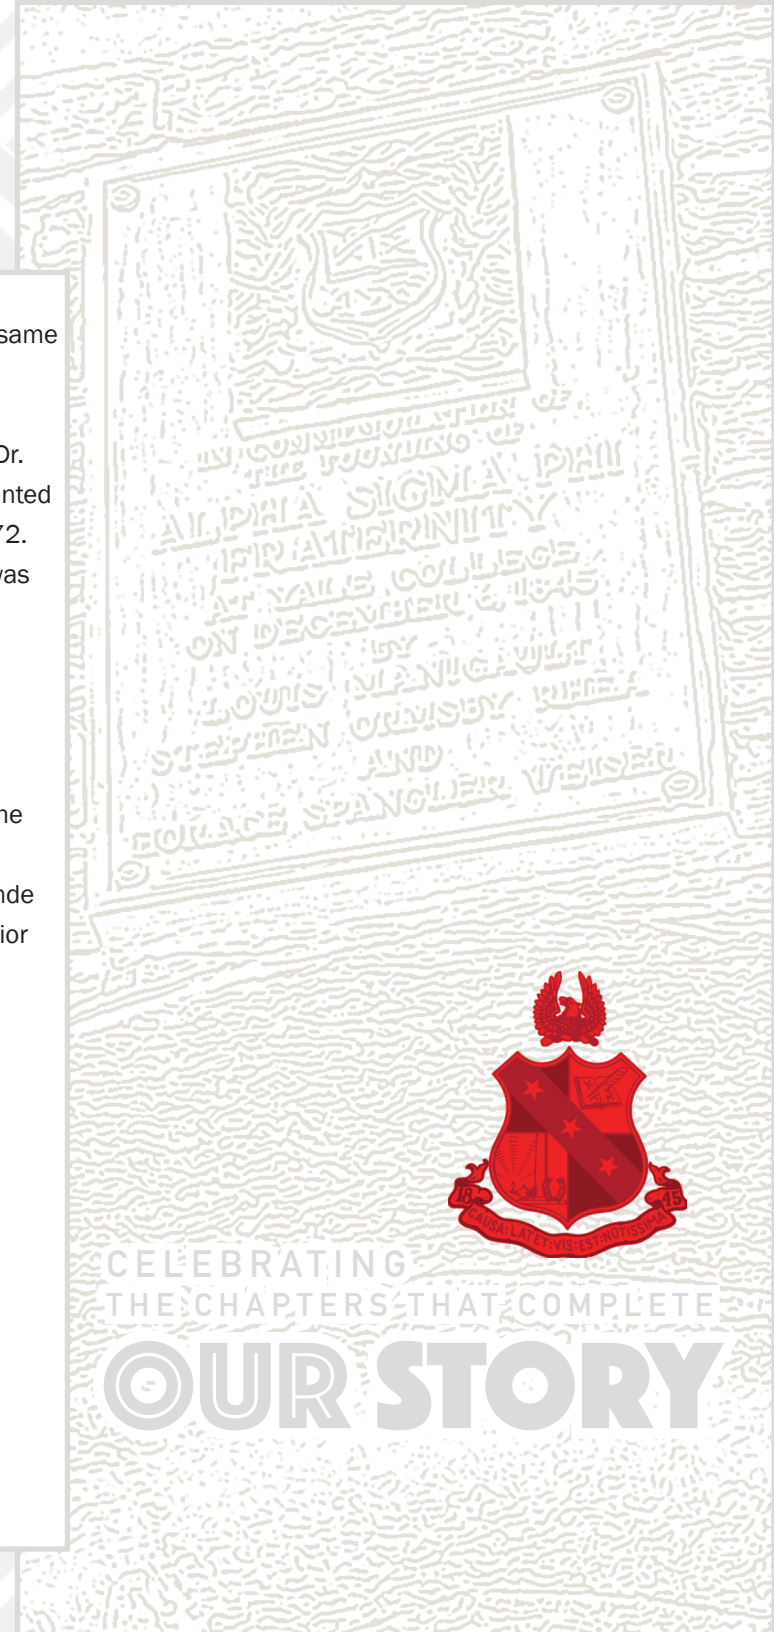 same
Dr.
nted
72.
was
ne
nde
ior
IN COMMEMORATION OF
THE FOUNDING OF
ALPHA SIGMA PHI
FRATERNITY
AT YALE COLLEGE
ON DECEMBER 6, 1845
BY
LOUIS MANIGAULT
STEPHEN ORMSBY RHEA
AND
HORACE SPANGLER WEISER
18 45
CAUSA:LATET:VIS:EST:NOTISSIMA
CELEBRATING
THE CHAPTERS THAT COMPLETE
OUR STORY